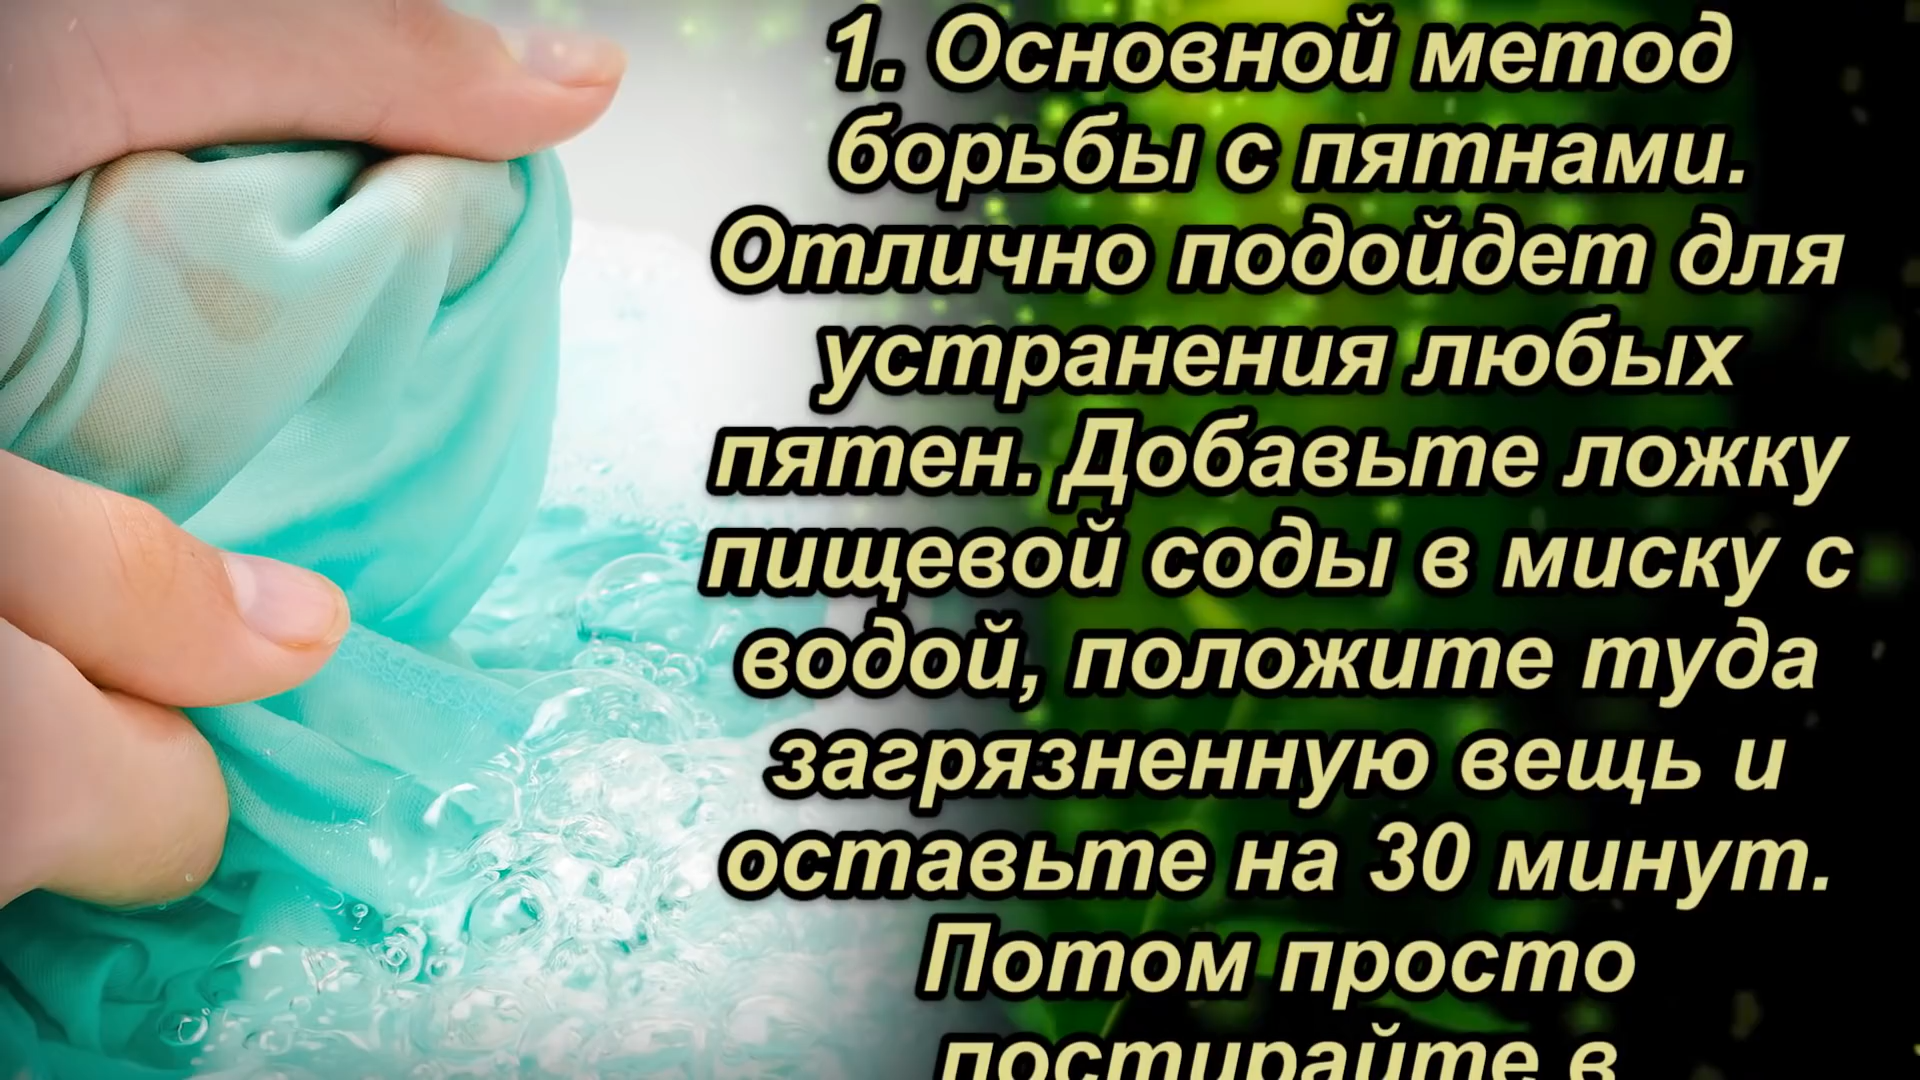 1. Основной метод
борьбы с пятнами.
Отлично подойдет для
устранения любых
пятен. Добавьте ложку
пищевой соды в миску с
водой, положите туда
загрязненную вещь и
оставьте на 30 минут.
Потом просто
постирайте в